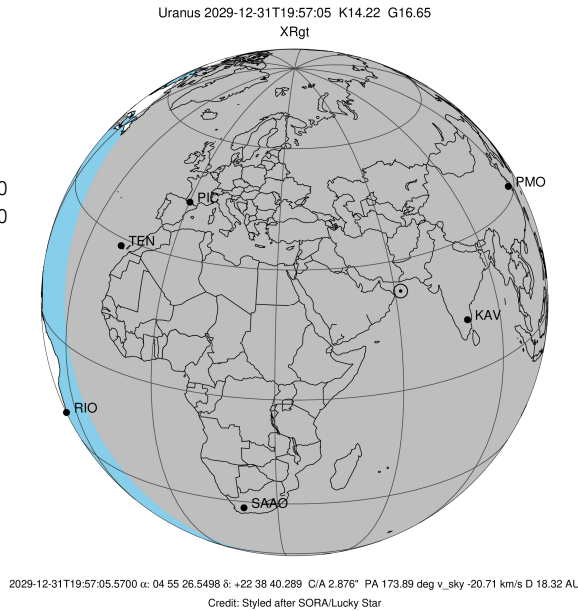 Uranus 2029-12-31T19:57:05 K14.22 G16.65
XRgt
0
0
PMO
PIC
TEN
KAV
RIO
SAAO
2029-12-31T19:57:05.5700 α: 04 55 26.5498 δ: +22 38 40.289 C/A 2.876" PA 173.89 deg v_sky -20.71 km/s D 18.32 AU
Credit: Styled after SORA/Lucky Star